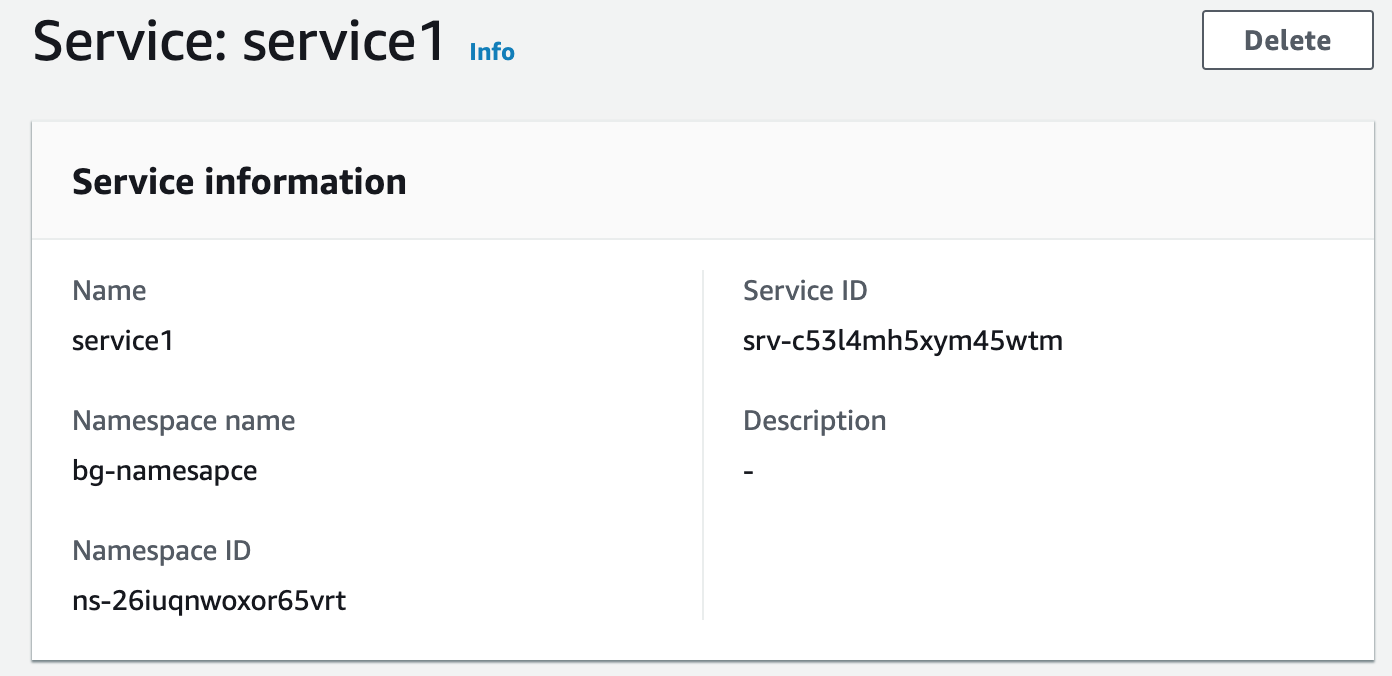 Service: service1 Info
Delete
Service information
Name
service1
Namespace name
bg-namesapce
Namespace ID
ns-26iuqnwoxor65vrt
Service ID
srv-c53l4mh5xym45wtm
Description
-